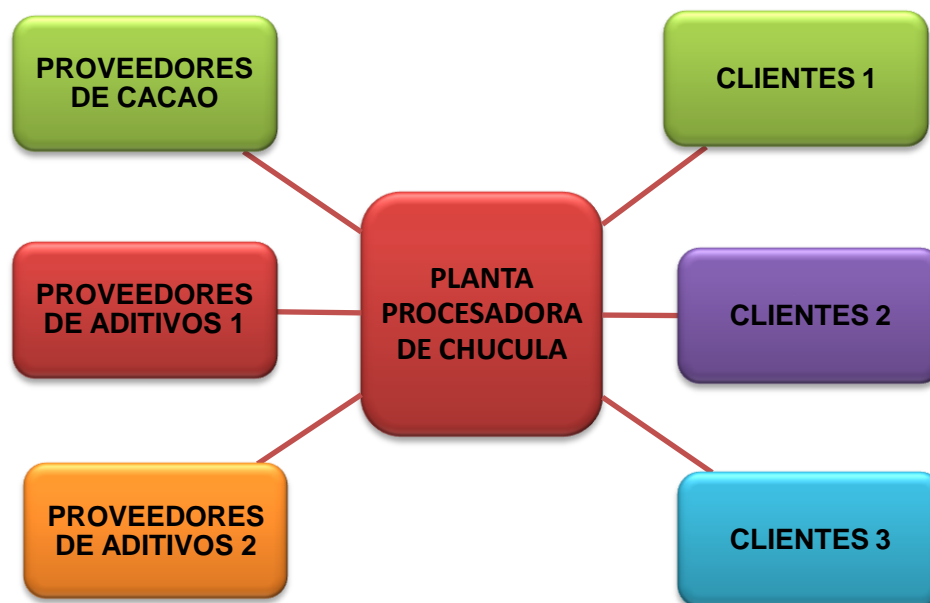 PROVEEDORES
DE CACAO
CLIENTES 1
PLANTA
PROCESADORA
DE CHUCULA
PROVEEDORES
DE ADITIVOS 1
CLIENTES 2
PROVEEDORES
DE ADITIVOS 2
CLIENTES 3